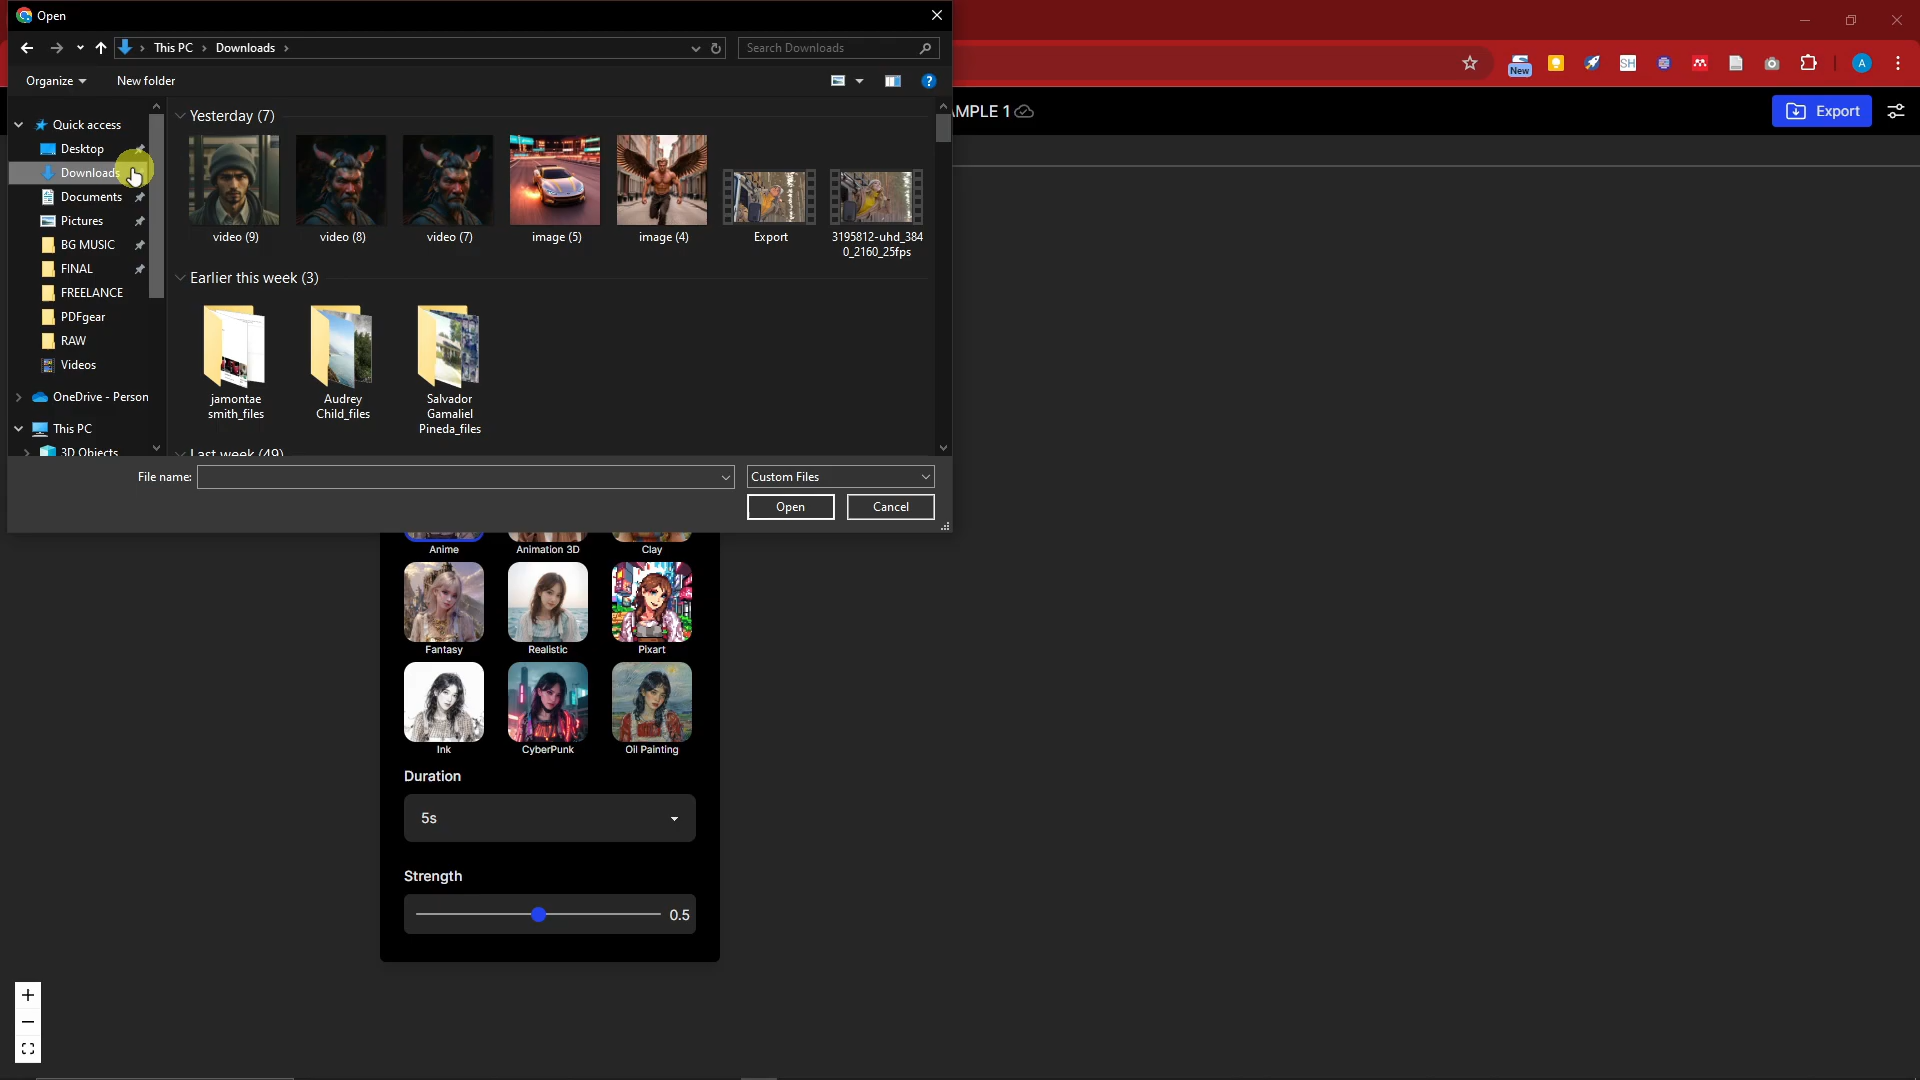 Open
This PC
Downloads
Search Downloads
Organize
New folder
Quick access
Desktop
Downloads
Documents
Pictures
BG MUSIC
FINAL
FREELANCE
PDFgear
RAW
Videos
OneDrive - Person
This PC
3D Objects
Yesterday (7)
video (9)
video (8)
video (7)
image (5)
image (4)
Export
3195812-uhd_384
0_2160_25fps
Earlier this week (3)
jamontae
smith_files
Audrey
Child_files
Salvador
Gamaliel
Pineda_files
Last week (49)
File name:
Custom Files
Open
Cancel
New
SH
A
AMPLE 1
Export
Anime
Animation 3D
Clay
Fantasy
Realistic
Pixart
Ink
CyberPunk
Oil Painting
Duration
5s
Strength
0.5